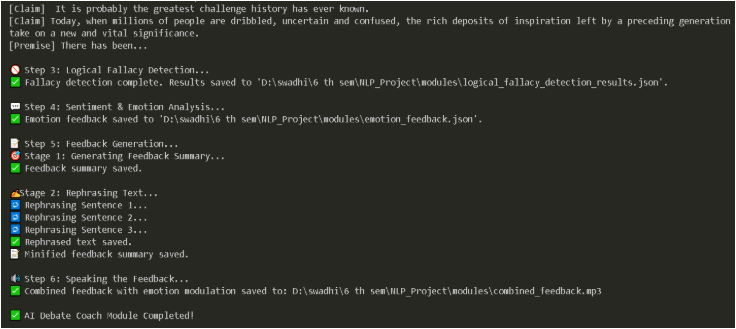 [Claim]  It is probably the greatest challenge history has ever known.
[Claim] Today, when millions of people are dribbled, uncertain and confused, the rich deposits of inspiration left by a preceding generation
take on a new and vital significance.
[Premise] There has been...
🚫 Step 3: Logical Fallacy Detection...
✅ Fallacy detection complete. Results saved to 'D:\swadhi\6 th sem\NLP_Project\modules\logical_fallacy_detection_results.json'.
💬 Step 4: Sentiment & Emotion Analysis...
✅ Emotion feedback saved to 'D:\swadhi\6 th sem\NLP_Project\modules\emotion_feedback.json'.
📝 Step 5: Feedback Generation...
🎯 Stage 1: Generating Feedback Summary...
✅ Feedback summary saved.
✍️Stage 2: Rephrasing Text...
🔄 Rephrasing Sentence 1...
🔄 Rephrasing Sentence 2...
🔄 Rephrasing Sentence 3...
✅ Rephrased text saved.
📝 Minified feedback summary saved.
🔊 Step 6: Speaking the Feedback...
✅ Combined feedback with emotion modulation saved to: D:\swadhi\6 th sem\NLP_Project\modules\combined_feedback.mp3
✅ AI Debate Coach Module Completed!